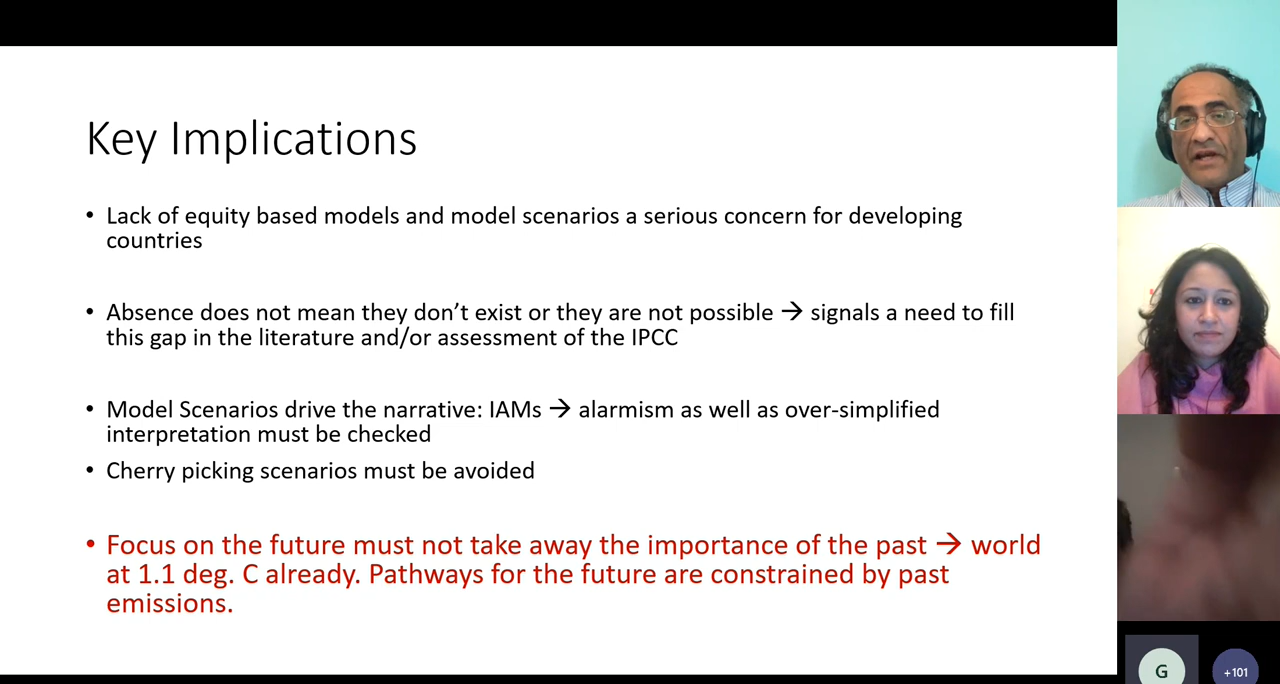 Key Implications
• Lack of equity based models and model scenarios a serious concern for developing
countries
• Absence does not mean they don’t exist or they are not possible → signals a need to fill
this gap in the literature and/or assessment of the IPCC
• Model Scenarios drive the narrative: IAMs → alarmism as well as over-simplified
interpretation must be checked
• Cherry picking scenarios must be avoided
• Focus on the future must not take away the importance of the past → world
at 1.1 deg. C already. Pathways for the future are constrained by past
emissions.
G
+101